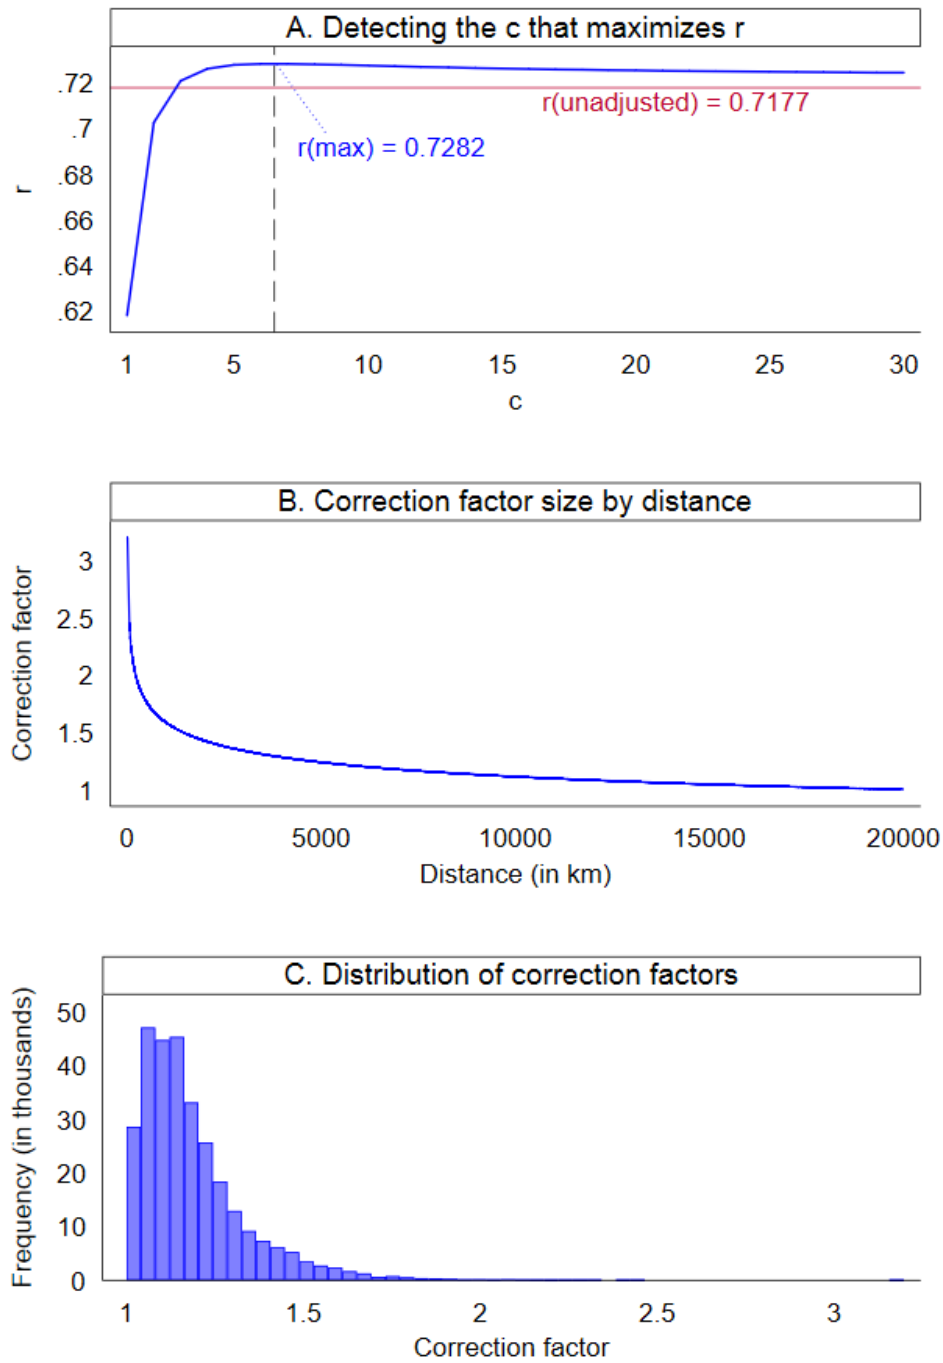 A. Detecting the c that maximizes r
.72
.7
.68
.66
.64
.62
r
r(unadjusted) = 0.7177
r(max) = 0.7282
1 5 10 15 20 25 30
c
B. Correction factor size by distance
Correction factor
3
2.5
2
1.5
1
0 5000 10000 15000 20000
Distance (in km)
C. Distribution of correction factors
Frequency (in thousands)
50
40
30
20
10
0
1 1.5 2 2.5 3
Correction factor